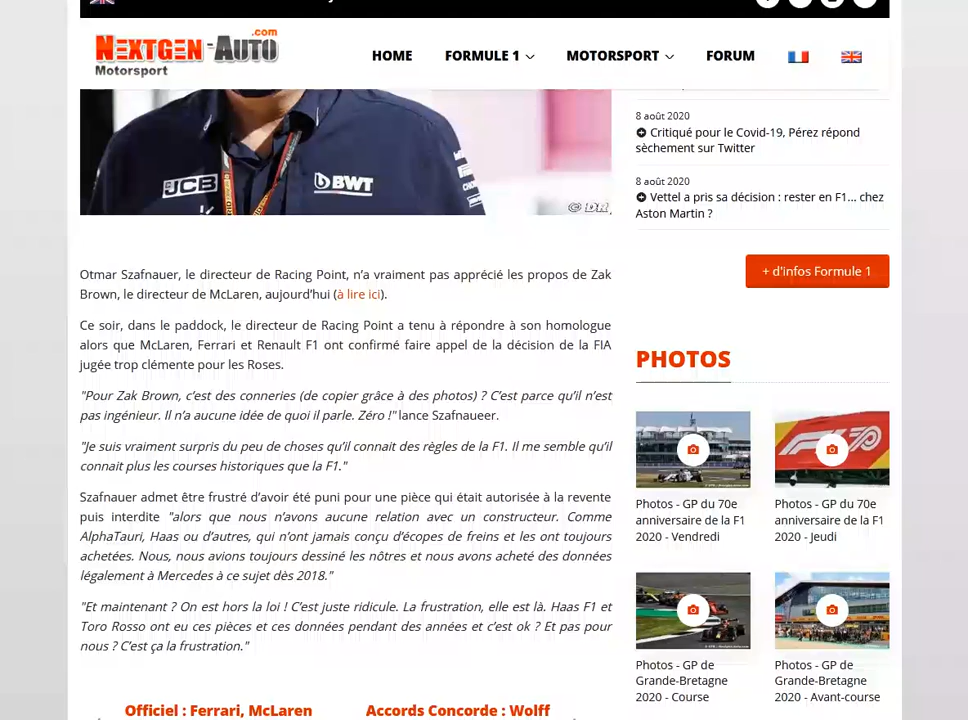 NEXTGEN-AUTO
.com
Motorsport
HOME
FORMULE 1
MOTORSPORT
FORUM
JCB
BWT
© DR
8 août 2020
Critiqué pour le Covid-19, Pérez répond
sèchement sur Twitter
8 août 2020
Vettel a pris sa décision : rester en F1... chez
Aston Martin ?
+ d'infos Formule 1
Otmar Szafnauer, le directeur de Racing Point, n'a vraiment pas apprécié les propos de Zak
Brown, le directeur de McLaren, aujourd'hui (à lire ici).
Ce soir, dans le paddock, le directeur de Racing Point a tenu à répondre à son homologue
alors que McLaren, Ferrari et Renault F1 ont confirmé faire appel de la décision de la FIA
jugée trop clémente pour les Roses.
"Pour Zak Brown, c'est des conneries (de copier grâce à des photos) ? C'est parce qu'il n'est
pas ingénieur. Il n'a aucune idée de quoi il parle. Zéro !" lance Szafnaueer.
"Je suis vraiment surpris du peu de choses qu'il connait des règles de la F1. Il me semble qu'il
connait plus les courses historiques que la F1."
Szafnauer admet être frustré d'avoir été puni pour une pièce qui était autorisée à la revente
puis interdite "alors que nous n'avons aucune relation avec un constructeur. Comme
AlphaTauri, Haas ou d'autres, qui n'ont jamais conçu d'écopes de freins et les ont toujours
achetées. Nous, nous avions toujours dessiné les nôtres et nous avons acheté des données
légalement à Mercedes à ce sujet dès 2018."
"Et maintenant ? On est hors la loi ! C'est juste ridicule. La frustration, elle est là. Haas F1 et
Toro Rosso ont eu ces pièces et ces données pendant des années et c'est ok ? Et pas pour
nous ? C'est ça la frustration."
Officiel : Ferrari, McLaren
Accords Concorde : Wolff
PHOTOS
Photos - GP du 70e
anniversaire de la F1
2020 - Vendredi
Photos - GP du 70e
anniversaire de la F1
2020 - Jeudi
Photos - GP de
Grande-Bretagne
2020 - Course
Photos - GP de
Grande-Bretagne
2020 - Avant-course